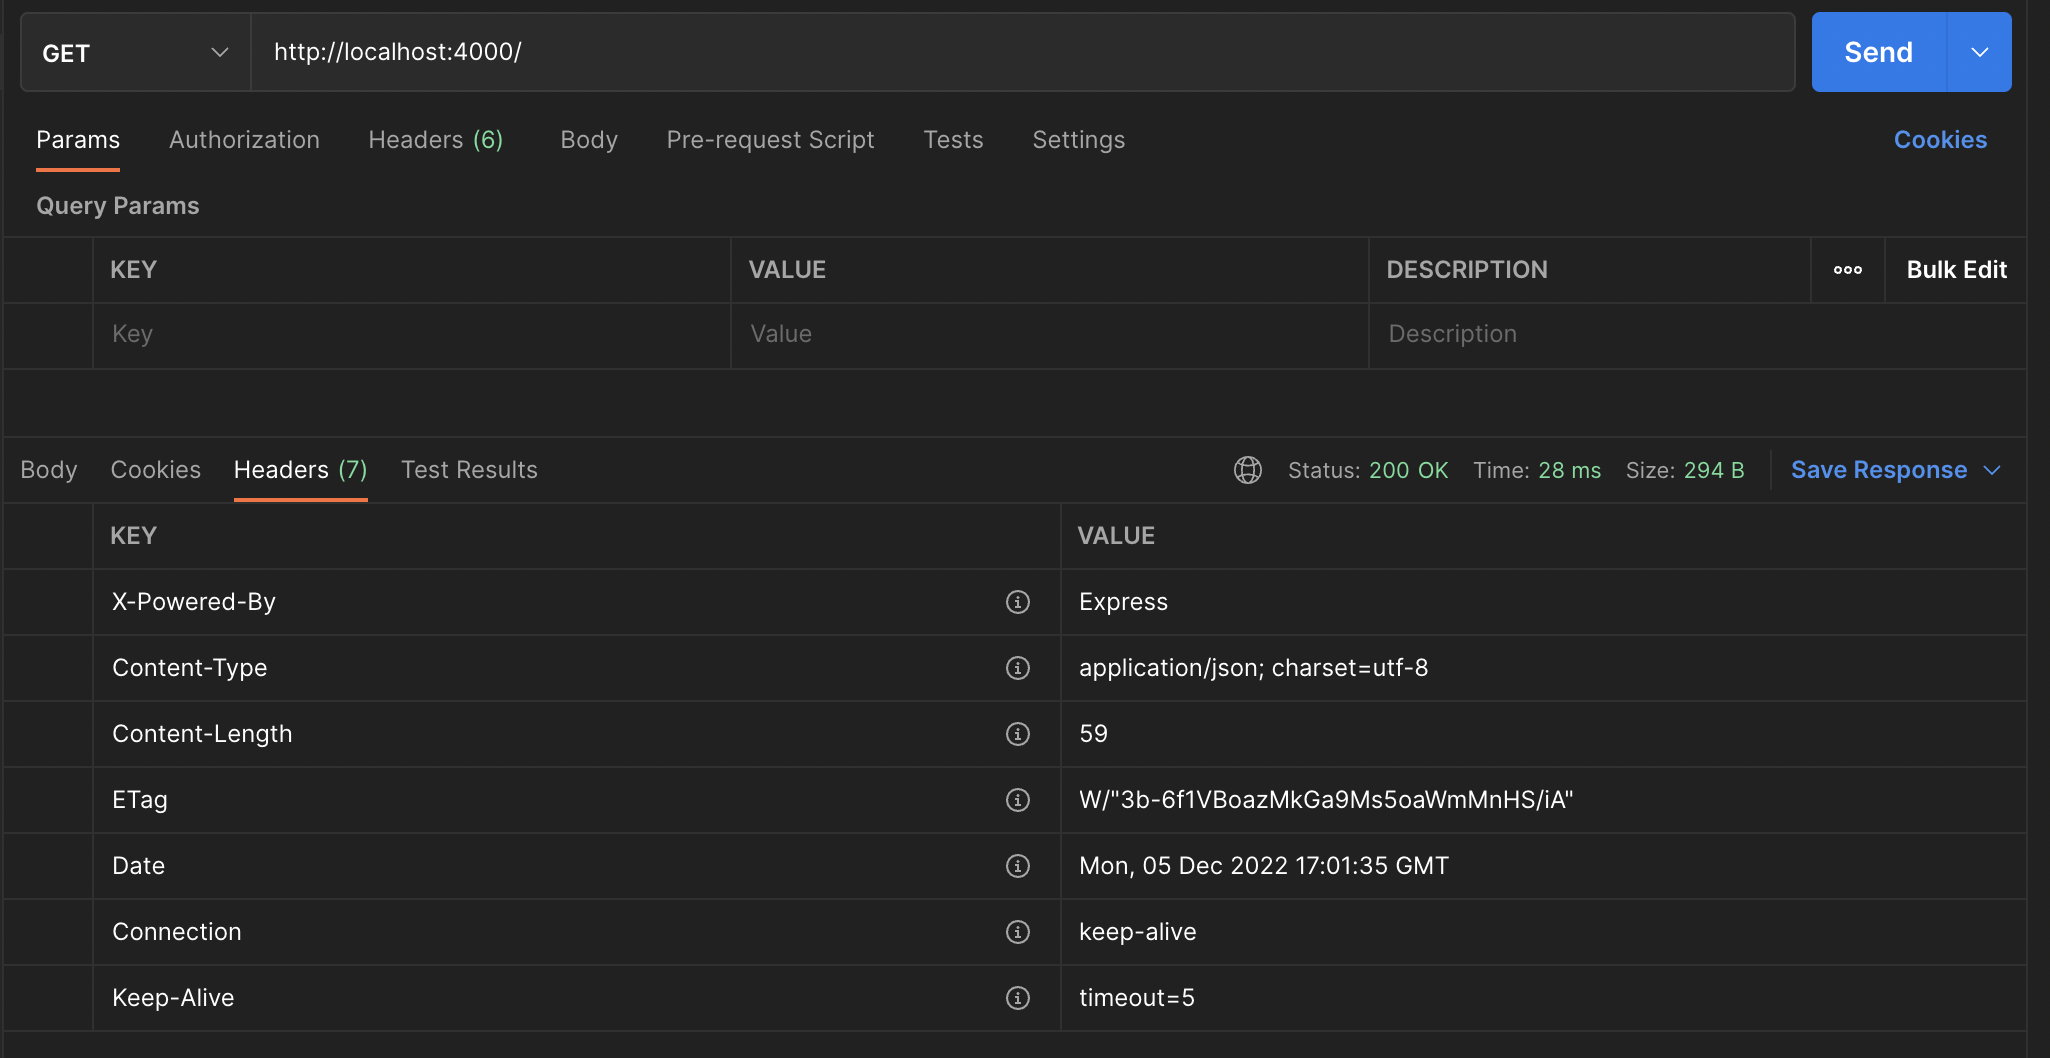 GET http://localhost:4000/ Send
Params Authorization Headers (6) Body Pre-request Script Tests Settings Cookies
Query Params
KEY VALUE DESCRIPTION ooo Bulk Edit
Key Value Description
Body Cookies Headers (7) Test Results Status: 200 OK Time: 28 ms Size: 294 B Save Response
KEY VALUE
X-Powered-By Express
Content-Type application/json; charset=utf-8
Content-Length 59
ETag W/"3b-6f1VBoazMkGa9Ms5oaWmMnHS/iA"
Date Mon, 05 Dec 2022 17:01:35 GMT
Connection keep-alive
Keep-Alive timeout=5